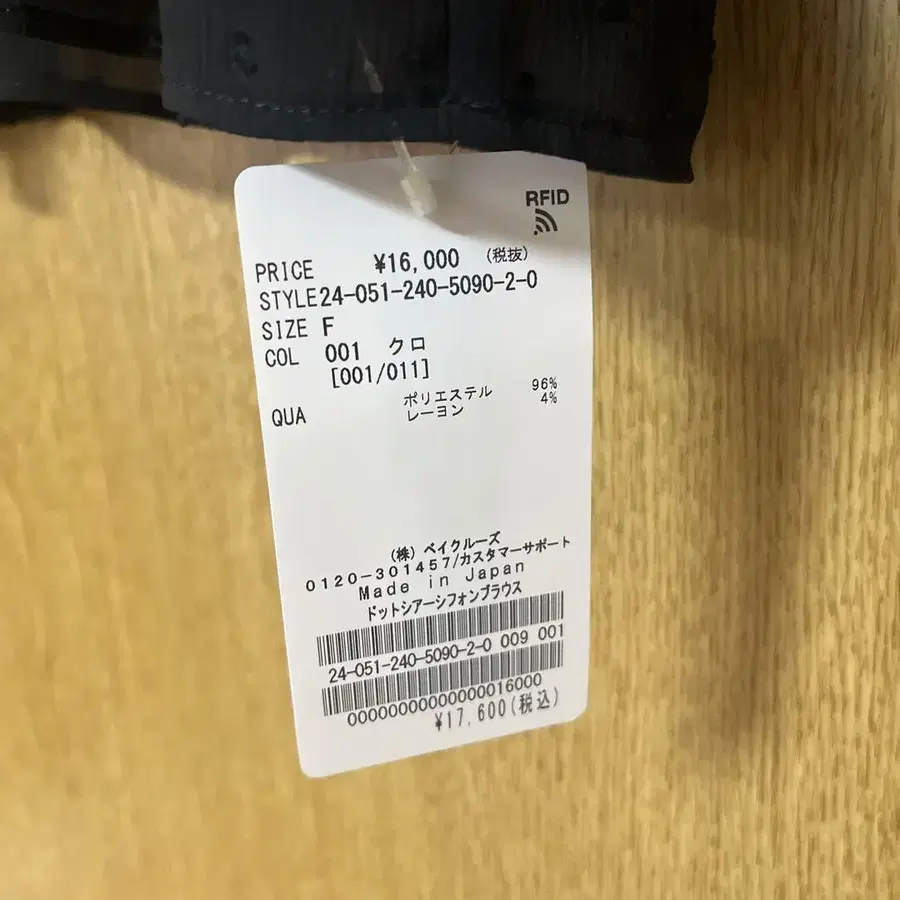 RFID
PRICE ¥16,000 (税抜)
STYLE24-051-240-5090-2-0
SIZE F
COL 001 クロ
[001/011]
QUA ポリエステル 96%
レーヨン 4%
(株) ベイクルーズ
0120-301457/カスタマーサポート
Made in Japan
ドットシアーシフォンブラウス
24-051-240-5090-2-0 009 001
00000000000000016000
¥17,600(税込)